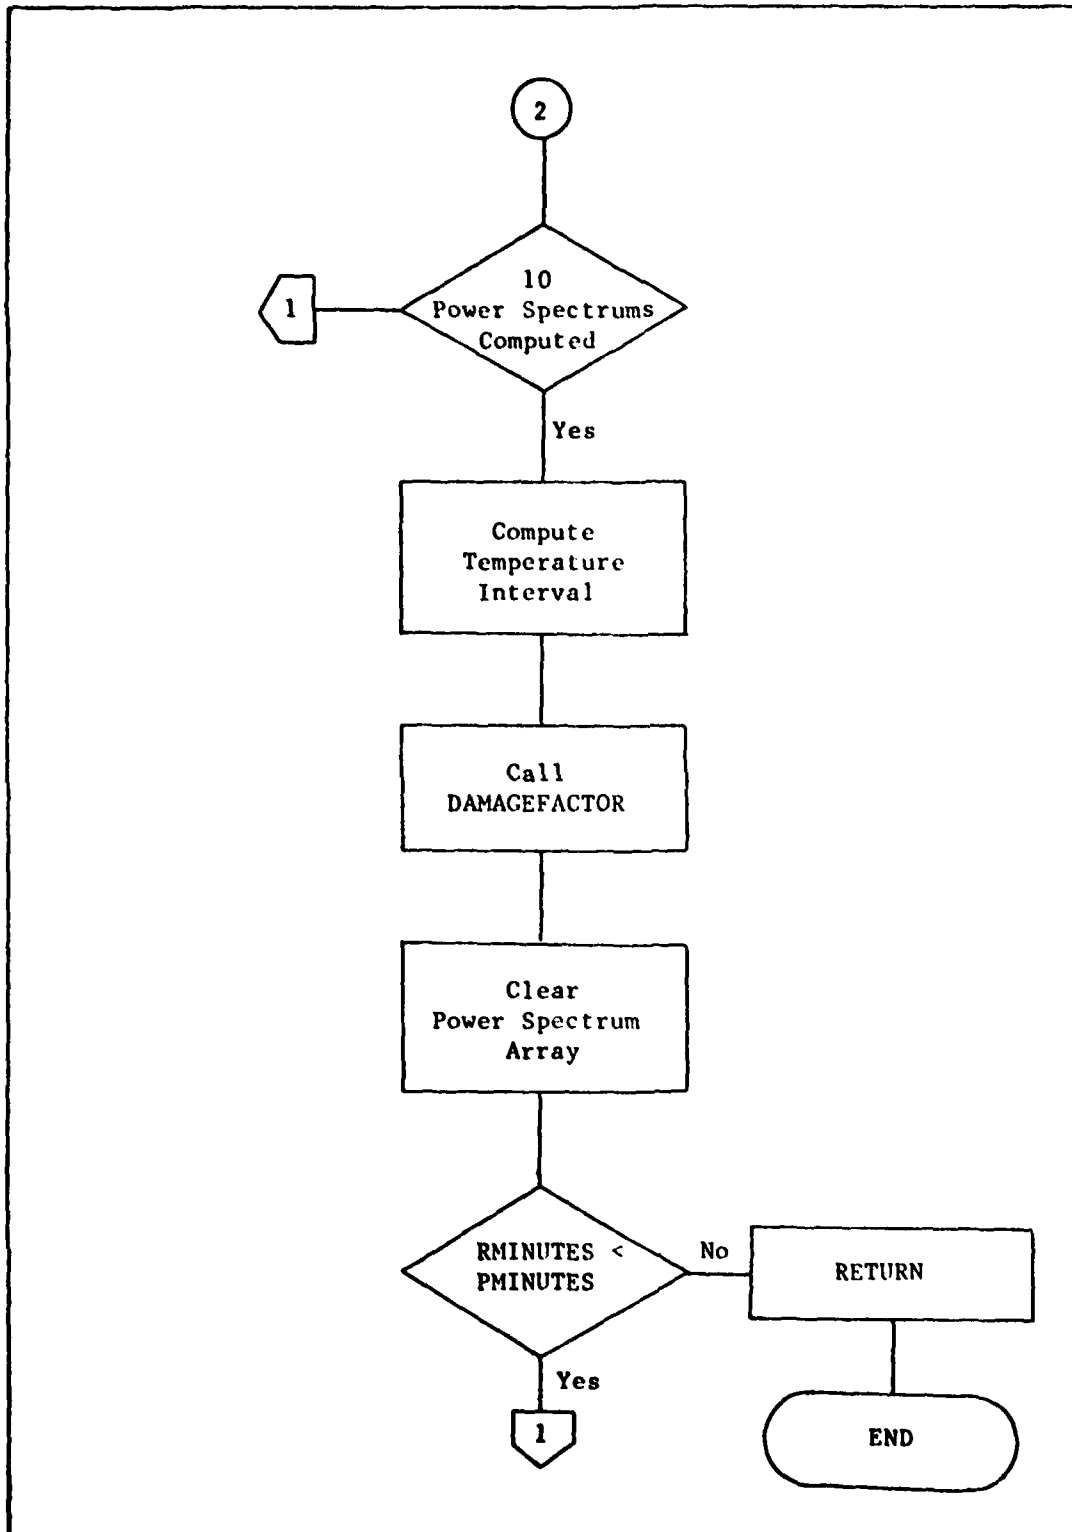 2
10
Power Spectrums
Computed
1
Yes
Compute
Temperature
Interval
Call
DAMAGEFACTOR
Clear
Power Spectrum
Array
RMINUTES <
PMINUTES
No
RETURN
Yes
1
END